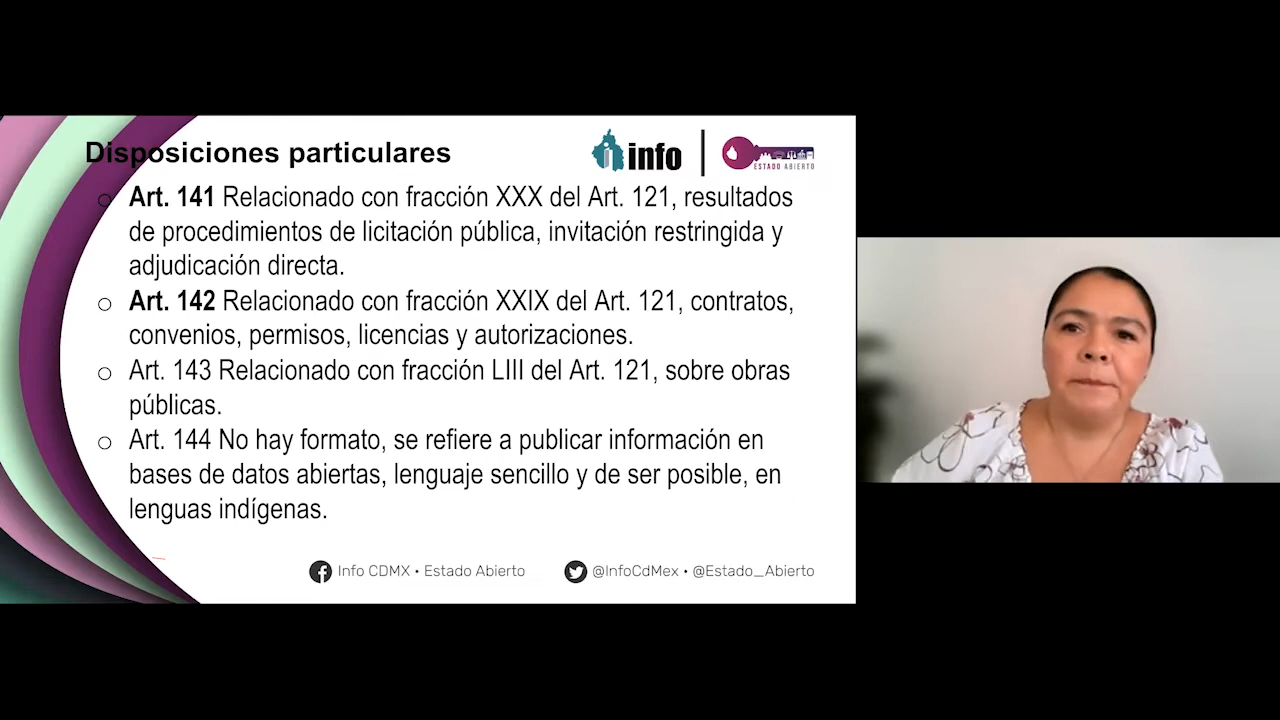 Disposiciones particulares
info
ESTADO ABIERTO
Art. 141 Relacionado con fracción XXX del Art. 121, resultados
de procedimientos de licitación pública, invitación restringida y
adjudicación directa.
Art. 142 Relacionado con fracción XXIX del Art. 121, contratos,
convenios, permisos, licencias y autorizaciones.
Art. 143 Relacionado con fracción LIII del Art. 121, sobre obras
públicas.
Art. 144 No hay formato, se refiere a publicar información en
bases de datos abiertas, lenguaje sencillo y de ser posible, en
lenguas indígenas.
Info CDMX • Estado Abierto
@InfoCdMex • @Estado_Abierto